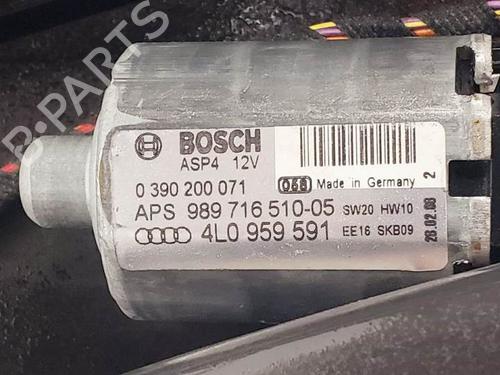 B-PARTS
BOSCH
ASP4 12V
0 390 200 071
068 Made in Germany 2
APS 989 716 510-05 SW20 HW10
4L0 959 591 EE16 SKB09
28.02.08